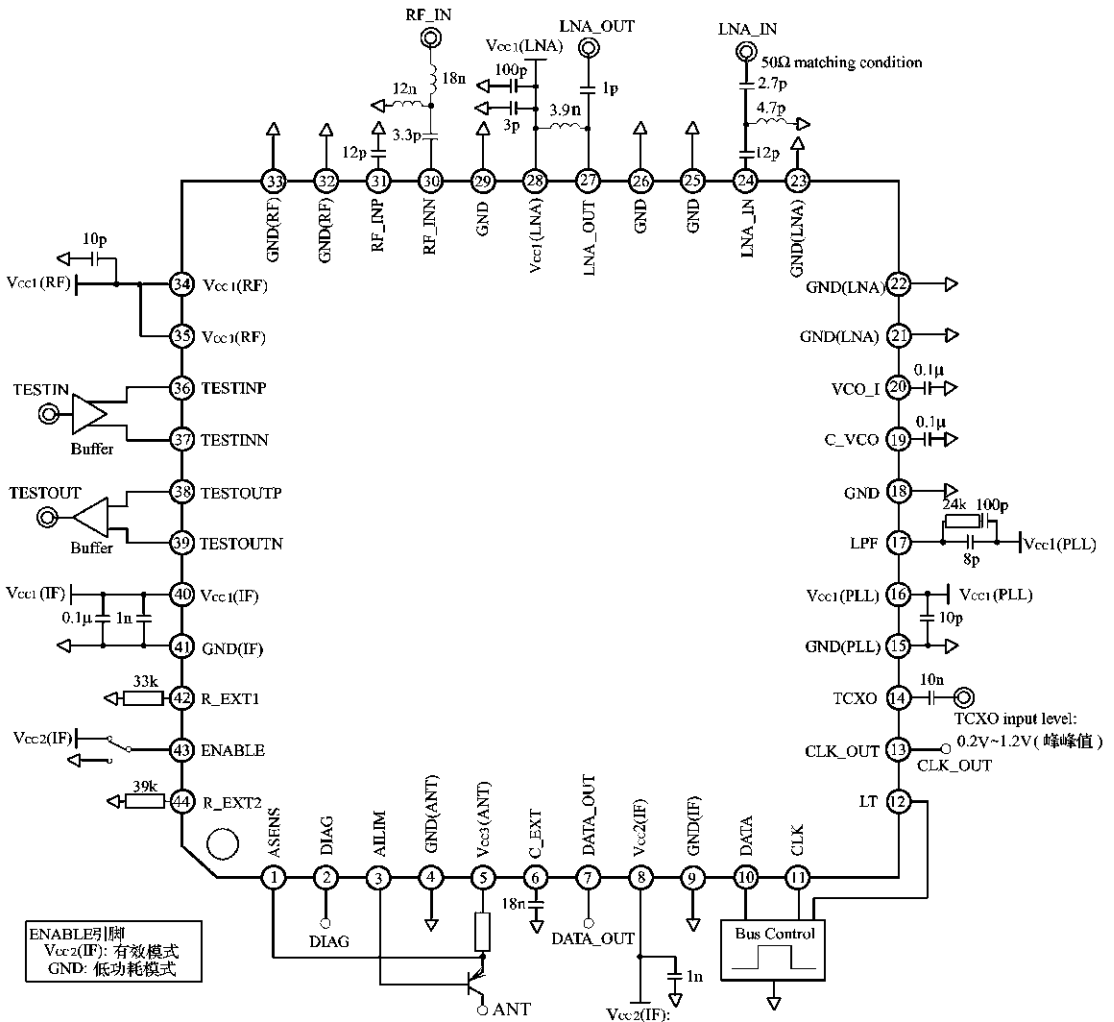 RF_IN
LNA_OUT
LNA_IN
Vcc1(LNA)
50Ω matching condition
18n
100p
2.7p
12n
1p
3.9n
4.7p
3.3p
3p
12p
12p
33
32
31
30
29
28
27
26
25
24
23
GND(RF)
GND(RF)
RF_INP
RF_INN
GND
Vcc1(LNA)
LNA_OUT
GND
GND
LNA_IN
GND(LNA)
10p
Vcc1(RF)
34
Vcc1(RF)
35
Vcc1(RF)
TESTIN
36
TESTINP
37
TESTINN
Buffer
TESTOUT
38
TESTOUTP
39
TESTOUTN
Buffer
Vcc1(IF)
40
Vcc1(IF)
0.1μ
1n
41
GND(IF)
33k
42
R_EXT1
Vcc2(IF)
43
ENABLE
39k
44
R_EXT2
GND(LNA)
22
GND(LNA)
21
VCO_I
20
0.1μ
C_VCO
19
0.1μ
GND
18
24k
100p
LPF
17
8p
Vcc1(PLL)
Vcc1(PLL)
16
Vcc1(PLL)
10p
GND(PLL)
15
10n
TCXO
14
TCXO input level:
0.2V~1.2V(峰峰值)
CLK_OUT
13
CLK_OUT
LT
12
ASENS
DIAG
AILIM
GND(ANT)
Vcc3(ANT)
C_EXT
DATA_OUT
Vcc2(IF)
GND(IF)
DATA
CLK
1
2
3
4
5
6
7
8
9
10
11
18n
DIAG
DATA_OUT
Bus Control
1n
ANT
Vcc2(IF):
ENABLE引脚
Vcc2(IF): 有效模式
GND: 低功耗模式